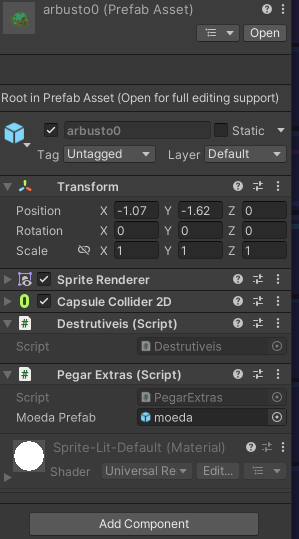 arbusto0 (Prefab Asset)
Open
Root in Prefab Asset (Open for full editing support)
arbusto0 Static
Tag Untagged Layer Default
Transform
Position X -1.07 Y -1.62 Z 0
Rotation X 0 Y 0 Z 0
Scale X 1 Y 1 Z 1
Sprite Renderer
Capsule Collider 2D
Destrutiveis (Script)
Script Destrutiveis
Pegar Extras (Script)
Script PegarExtras
Moeda Prefab moeda
Sprite-Lit-Default (Material)
Shader Universal Re Edit...
Add Component